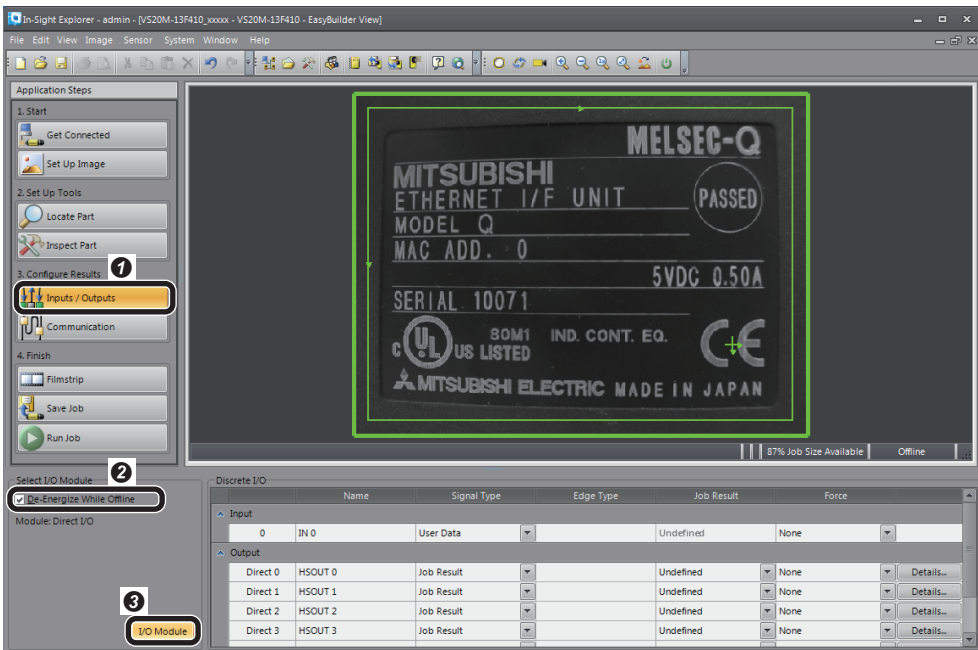 In-Sight Explorer - admin - [VS20M-13F410_xxxxx - VS20M-13F410 - EasyBuilder View]
File Edit View Image Sensor System Window Help
Application Steps
1. Start
Get Connected
Set Up Image
2. Set Up Tools
Locate Part
Inspect Part
1
3. Configure Results
Inputs / Outputs
Communication
4. Finish
Filmstrip
Save Job
Run Job
MELSEC-Q
MITSUBISHI
ETHERNET I/F UNIT
PASSED
MODEL Q
MAC ADD. 0
5VDC 0.50A
SERIAL 10071
C UL US LISTED 80M1 IND. CONT. EQ. CE
MITSUBISHI ELECTRIC MADE IN JAPAN
87% Job Size Available Offline
2
Select I/O Module
De-Energize While Offline
Module: Direct I/O
3
I/O Module
Discrete I/O
Name Signal Type Edge Type Job Result Force
Input
0 IN 0 User Data Undefined None
Output
Direct 0 HSOUT 0 Job Result Undefined None Details...
Direct 1 HSOUT 1 Job Result Undefined None Details...
Direct 2 HSOUT 2 Job Result Undefined None Details...
Direct 3 HSOUT 3 Job Result Undefined None Details...